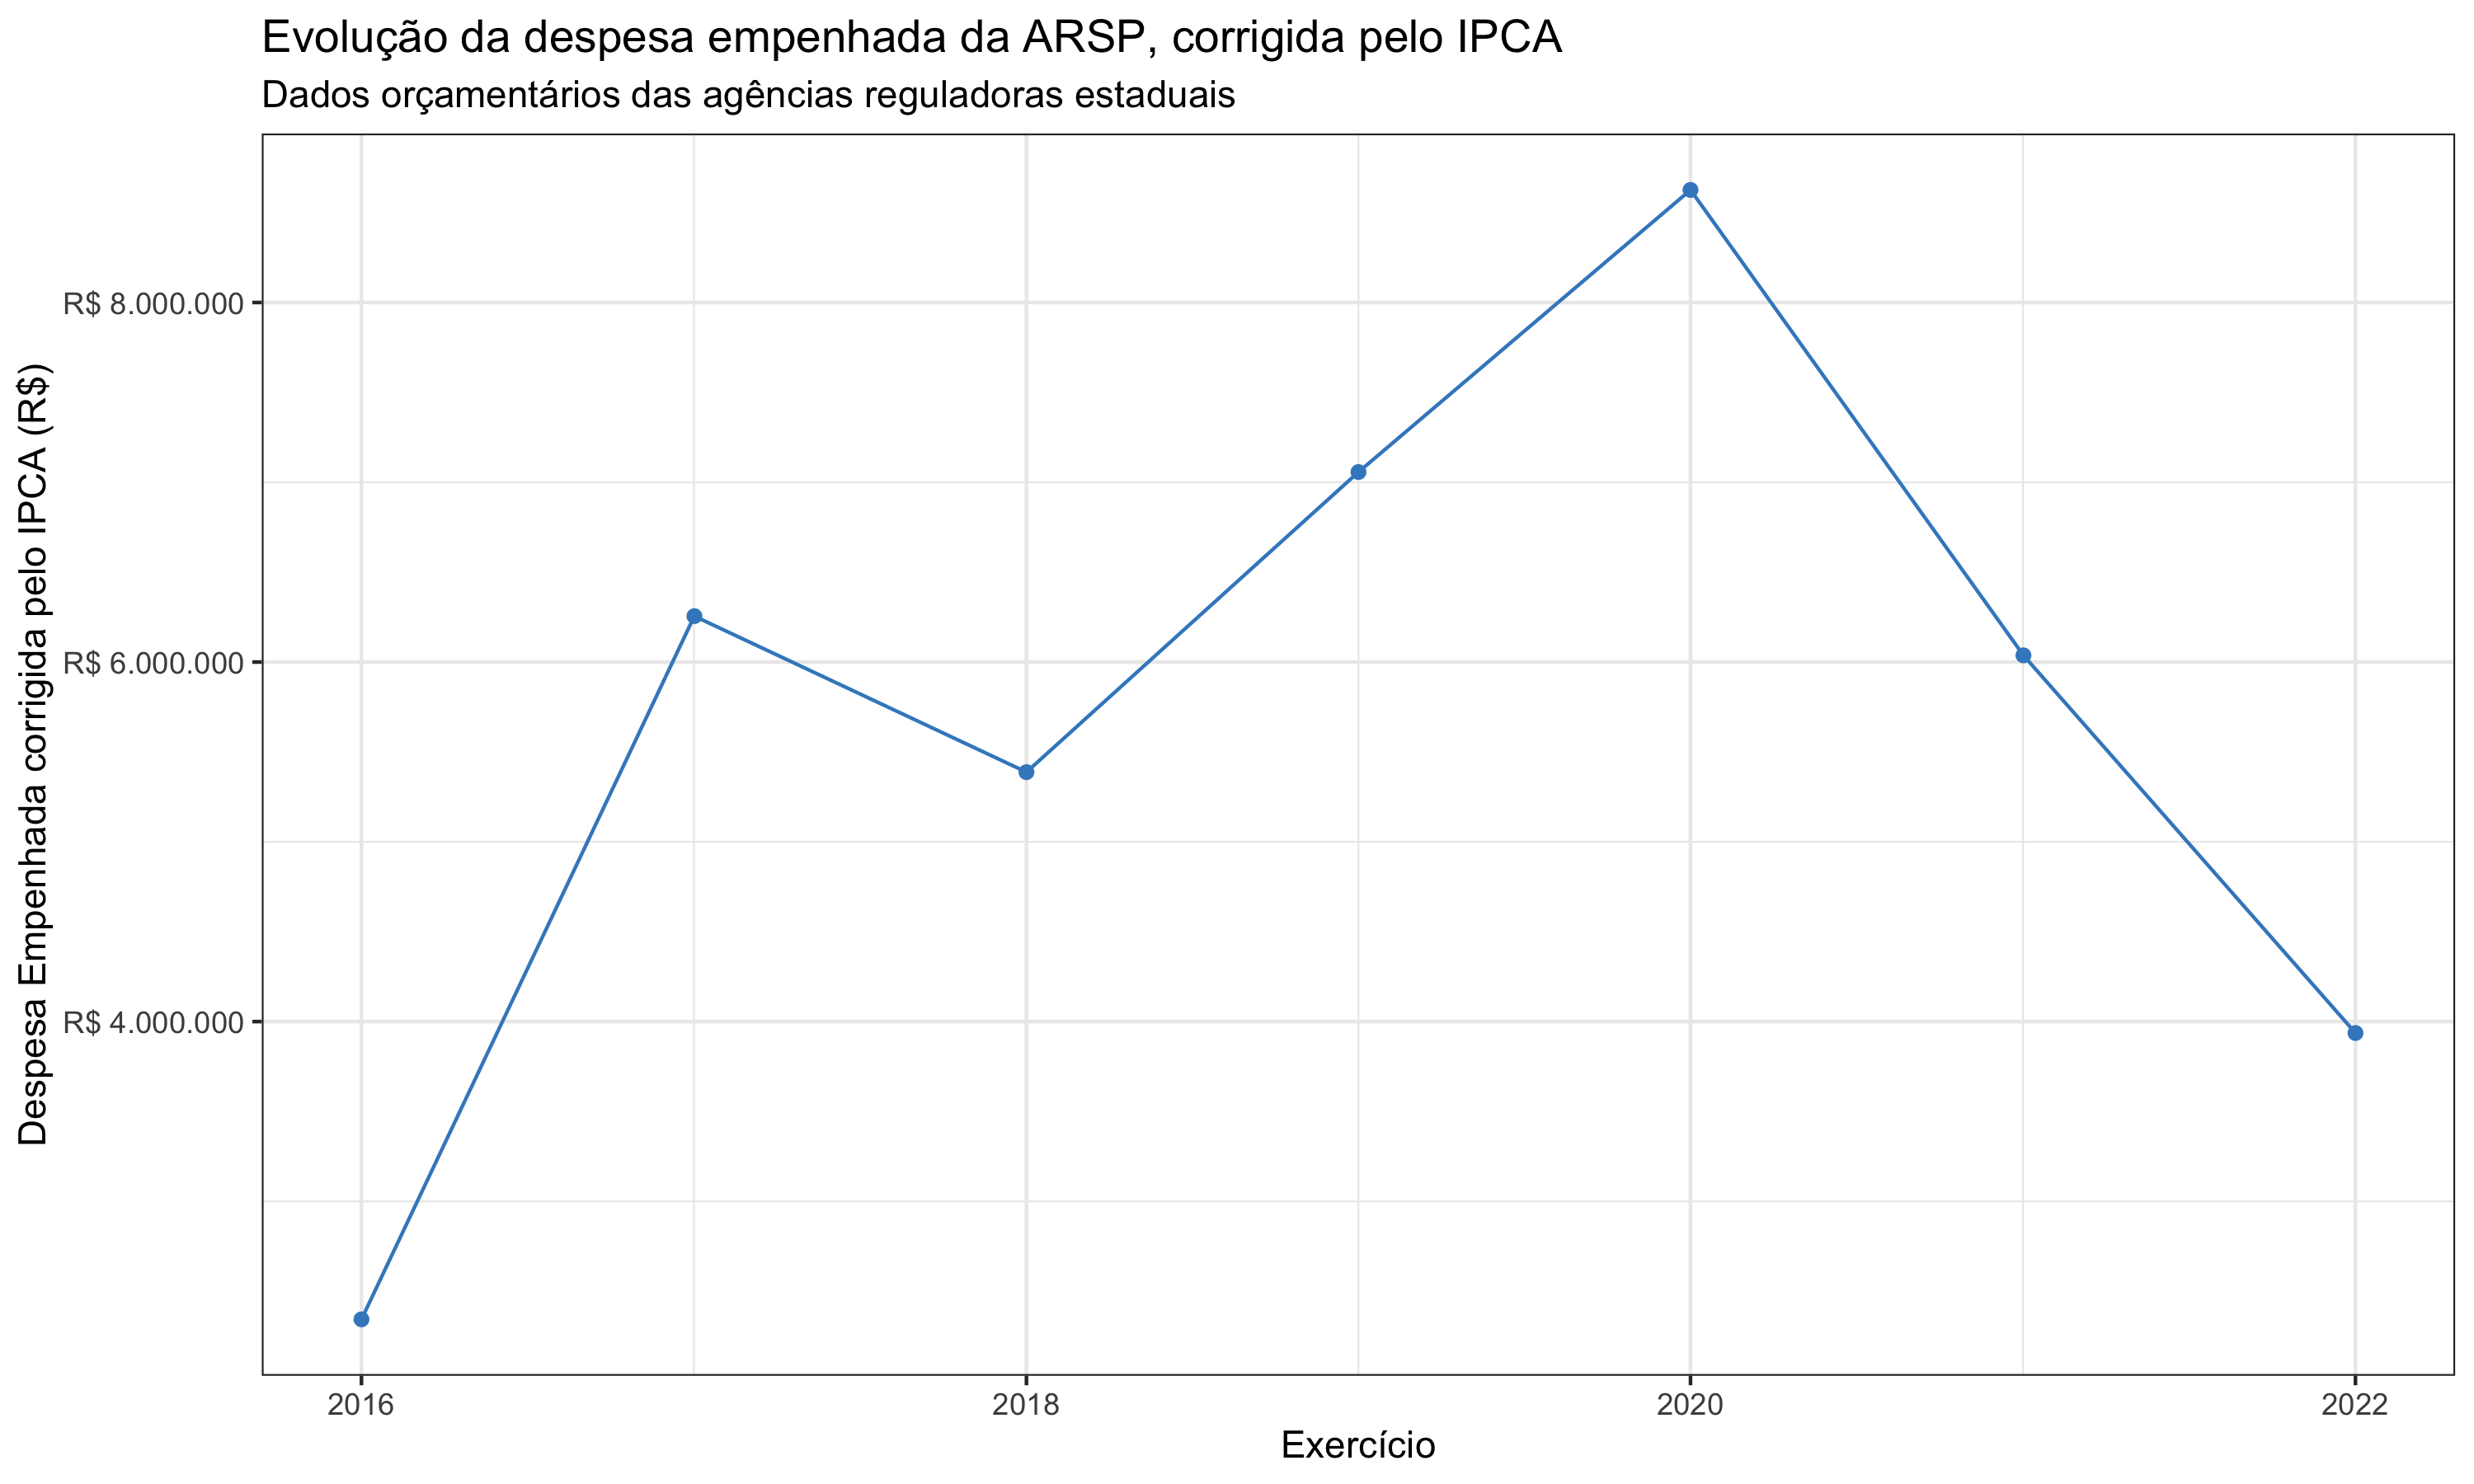 Evolução da despesa empenhada da ARSP, corrigida pelo IPCA
Dados orçamentários das agências reguladoras estaduais
Despesa Empenhada corrigida pelo IPCA (R$)
R$ 8.000.000
R$ 6.000.000
R$ 4.000.000
2016
2018
2020
2022
Exercício